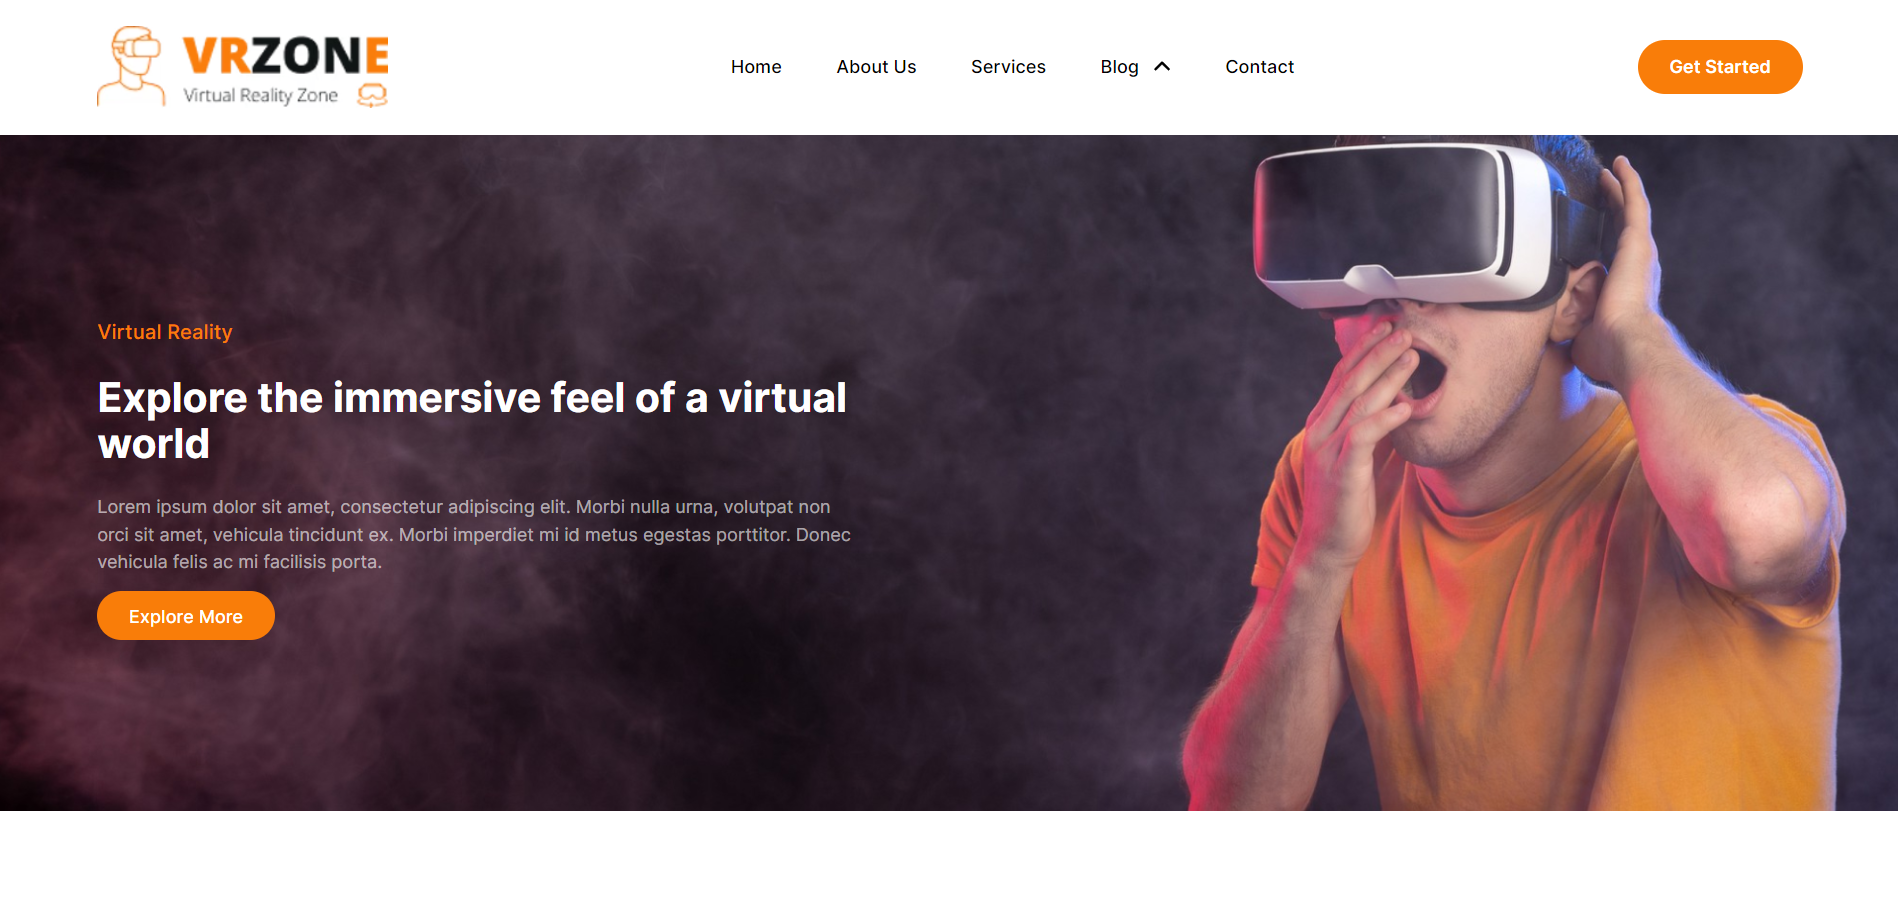 VRZONE
Virtual Reality Zone
Home
About Us
Services
Blog
Contact
Get Started
Virtual Reality
Explore the immersive feel of a virtual
world
Lorem ipsum dolor sit amet, consectetur adipiscing elit. Morbi nulla urna, volutpat non
orci sit amet, vehicula tincidunt ex. Morbi imperdiet mi id metus egestas porttitor. Donec
vehicula felis ac mi facilisis porta.
Explore More